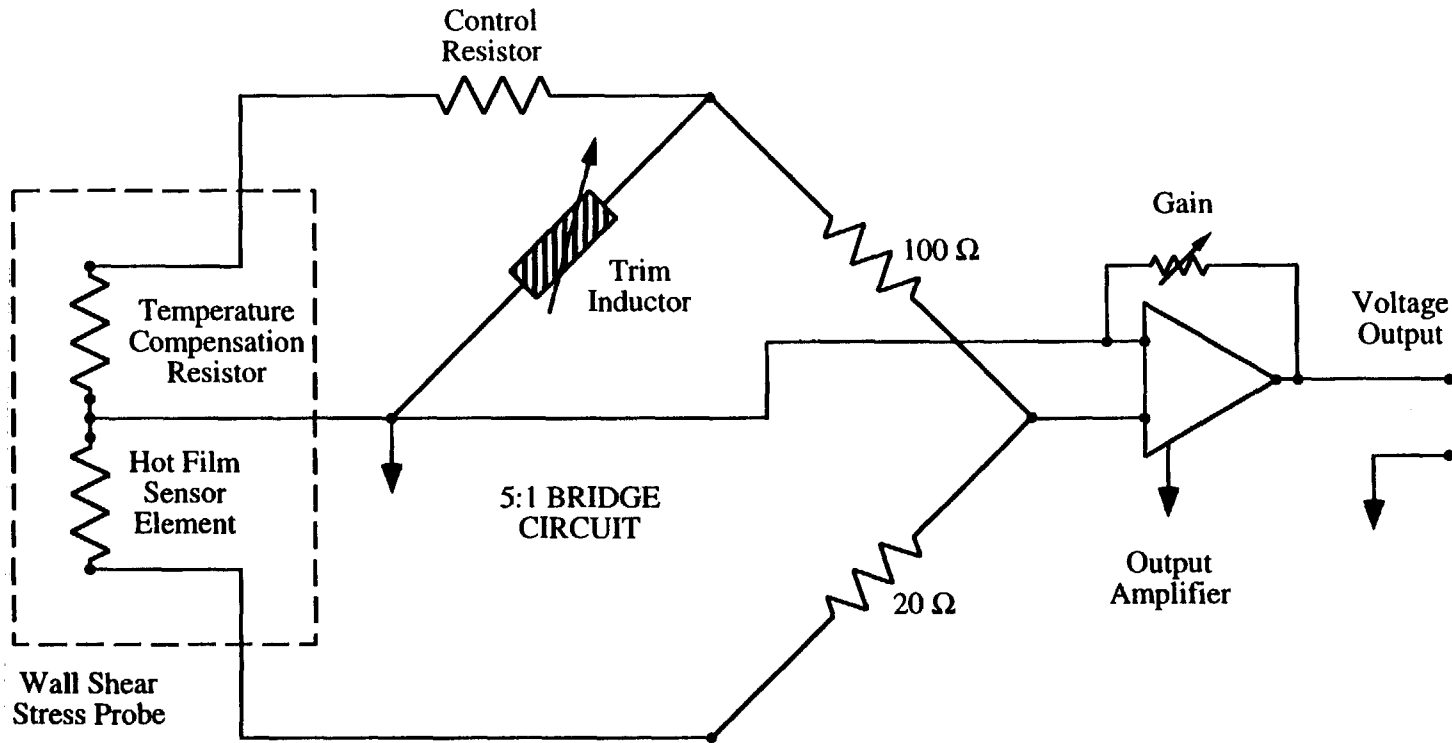 Control
Resistor
100 Ω
Gain
Trim
Inductor
Voltage
Output
Temperature
Compensation
Resistor
Hot Film
Sensor
Element
5:1 BRIDGE
CIRCUIT
20 Ω
Output
Amplifier
Wall Shear
Stress Probe